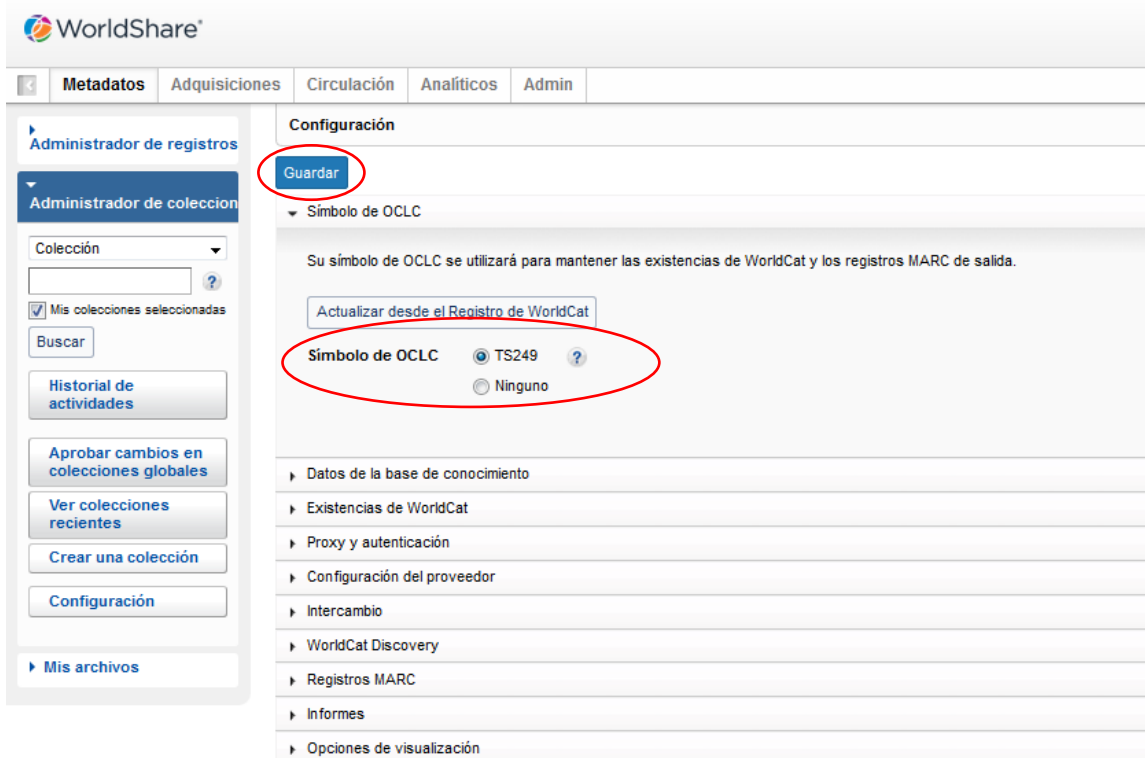 WorldShare®
Metadatos Adquisiciones Circulación Analíticos Admin
Administrador de registros
Administrador de coleccion
Colección
?
Mis colecciones seleccionadas
Buscar
Historial de
actividades
Aprobar cambios en
colecciones globales
Ver colecciones
recientes
Crear una colección
Configuración
Mis archivos
Configuración
Guardar
Símbolo de OCLC
Su símbolo de OCLC se utilizará para mantener las existencias de WorldCat y los registros MARC de salida.
Actualizar desde el Registro de WorldCat
Símbolo de OCLC TS249 ?
Ninguno
Datos de la base de conocimiento
Existencias de WorldCat
Proxy y autenticación
Configuración del proveedor
Intercambio
WorldCat Discovery
Registros MARC
Informes
Opciones de visualización